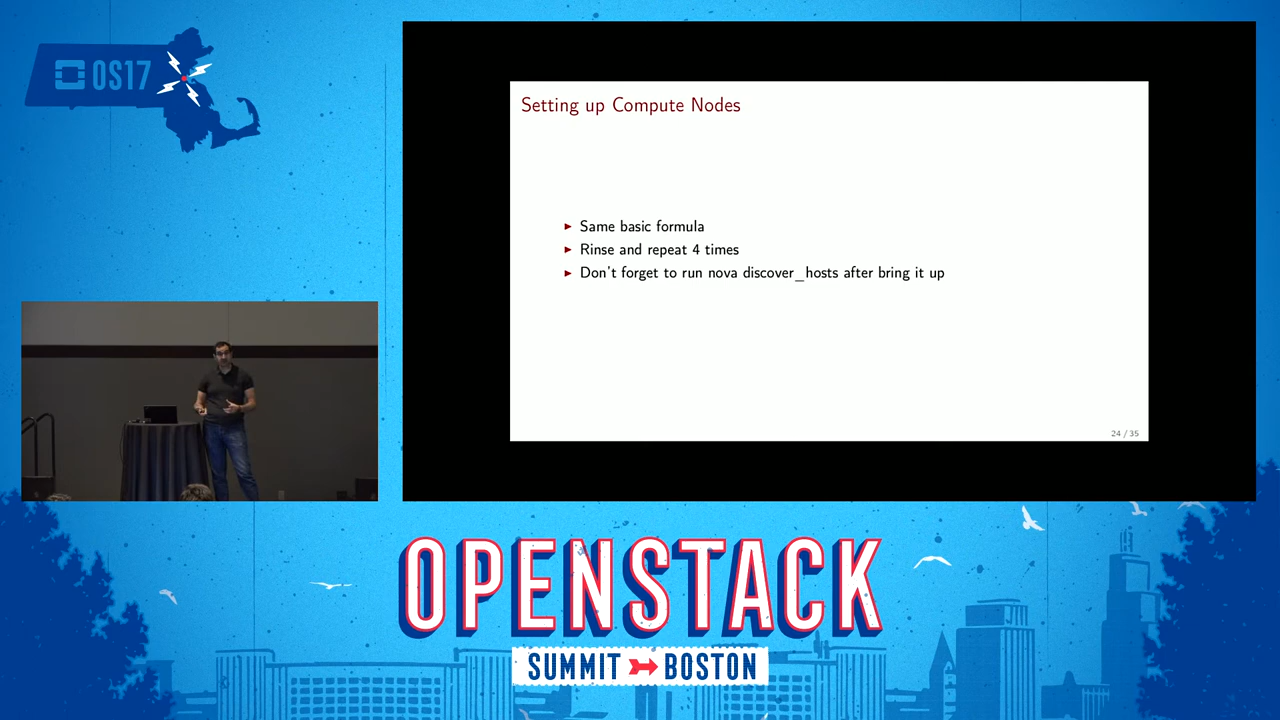 OS17
Setting up Compute Nodes
► Same basic formula
► Rinse and repeat 4 times
► Don't forget to run nova discover_hosts after bring it up
24 / 35
OPENSTACK
SUMMIT BOSTON